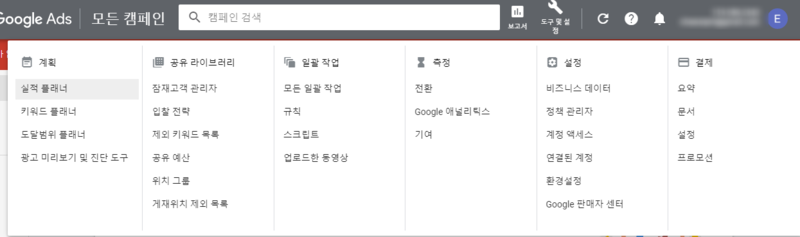 Google Ads
모든 캠페인
캠페인 검색
보고서
도구 및 설
정
E
계획
실적 플래너
키워드 플래너
도달범위 플래너
광고 미리보기 및 진단 도구
공유 라이브러리
잠재고객 관리자
입찰 전략
제외 키워드 목록
공유 예산
위치 그룹
게재위치 제외 목록
일괄 작업
모든 일괄 작업
규칙
스크립트
업로드한 동영상
측정
전환
Google 애널리틱스
기여
설정
비즈니스 데이터
정책 관리자
계정 액세스
연결된 계정
환경설정
Google 판매자 센터
결제
요약
문서
설정
프로모션